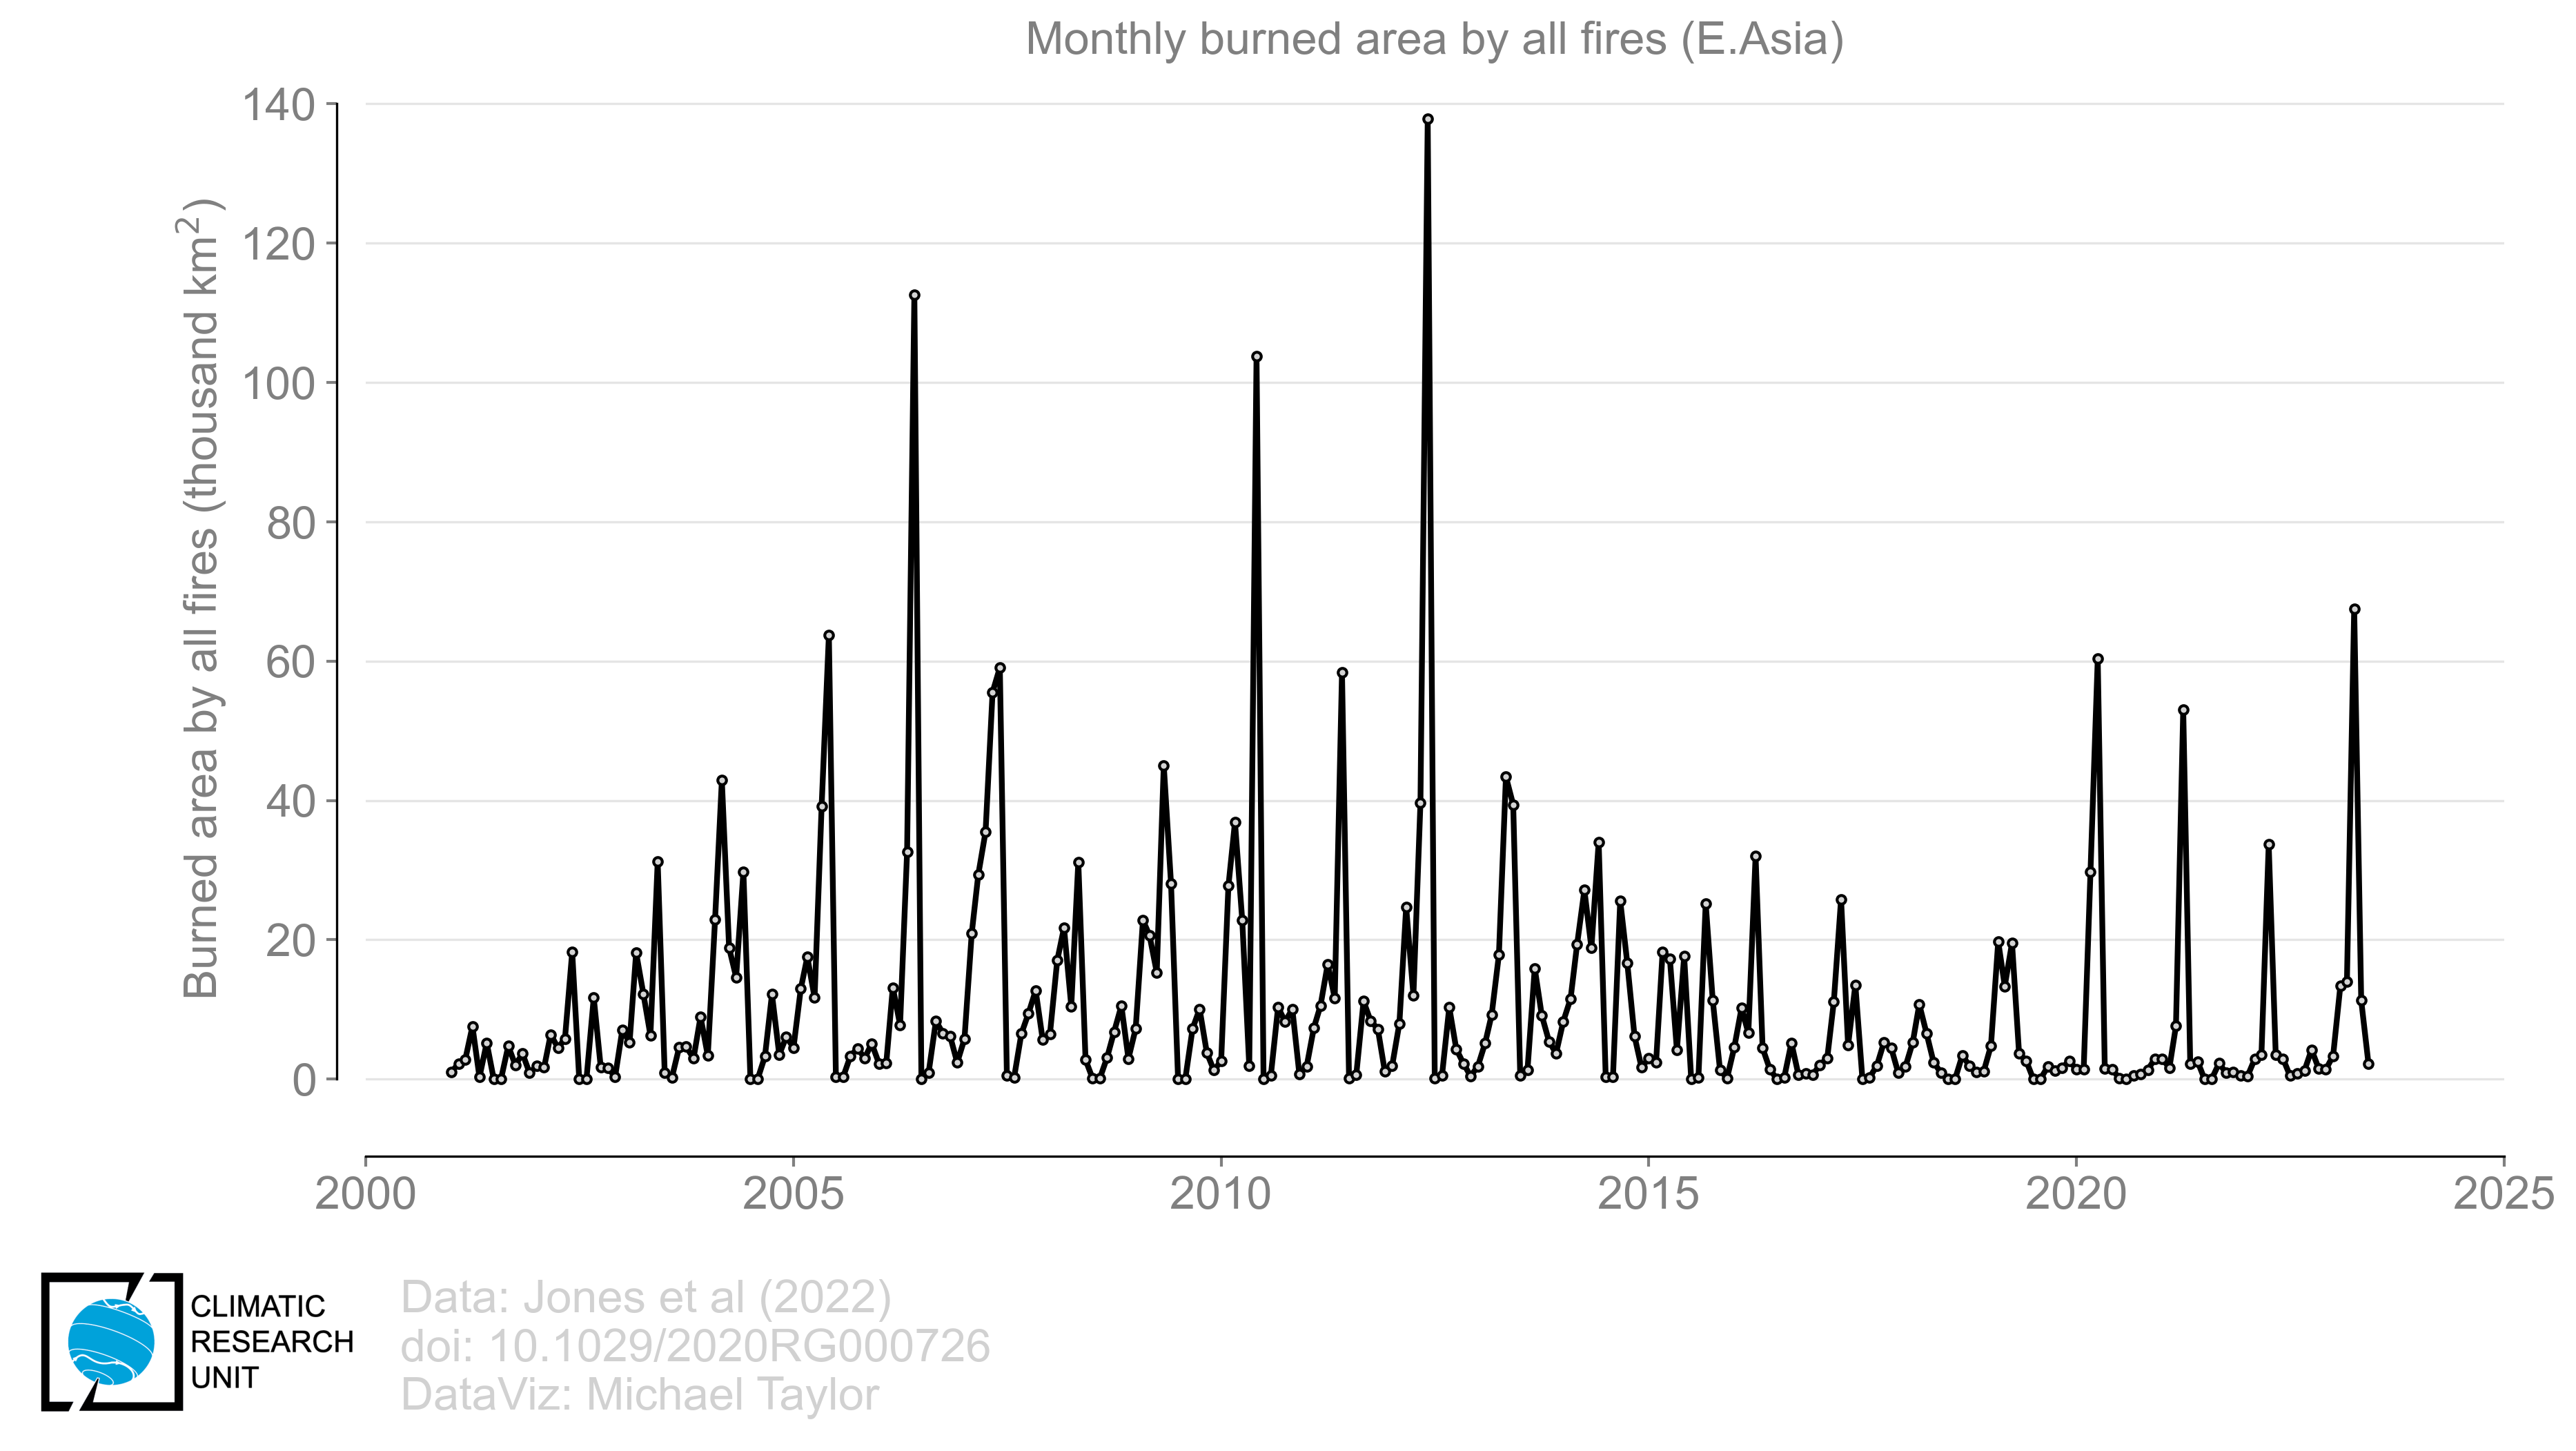 Monthly burned area by all fires (E.Asia)
Burned area by all fires (thousand km²)
140
120
100
80
60
40
20
0
2000 2005 2010 2015 2020 2025
CLIMATIC
RESEARCH
UNIT
Data: Jones et al (2022)
doi: 10.1029/2020RG000726
DataViz: Michael Taylor